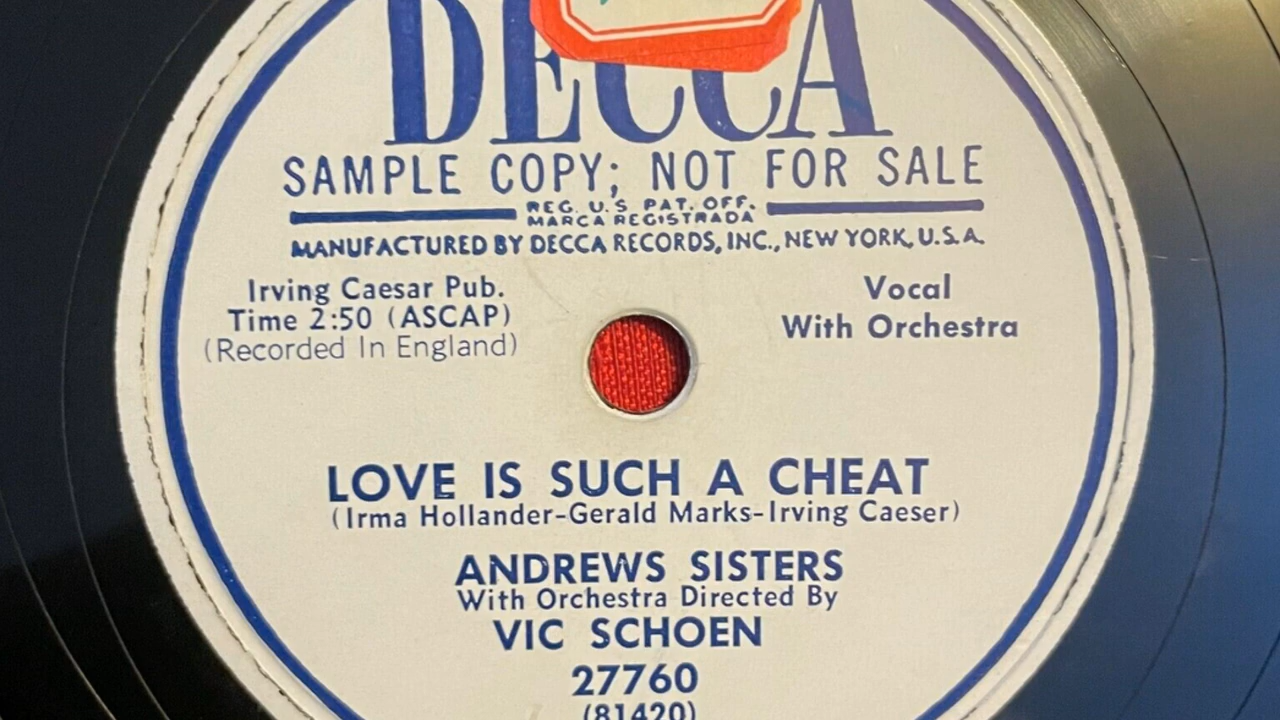 DECCA
SAMPLE COPY; NOT FOR SALE
REG. U.S. PAT. OFF.
MARCA REGISTRADA
MANUFACTURED BY DECCA RECORDS, INC., NEW YORK, U.S.A.
Irving Caesar Pub.
Time 2:50 (ASCAP)
(Recorded In England)
Vocal
With Orchestra
LOVE IS SUCH A CHEAT
(Irma Hollander-Gerald Marks-Irving Caeser)
ANDREWS SISTERS
With Orchestra Directed By
VIC SCHOEN
27760
(81420)